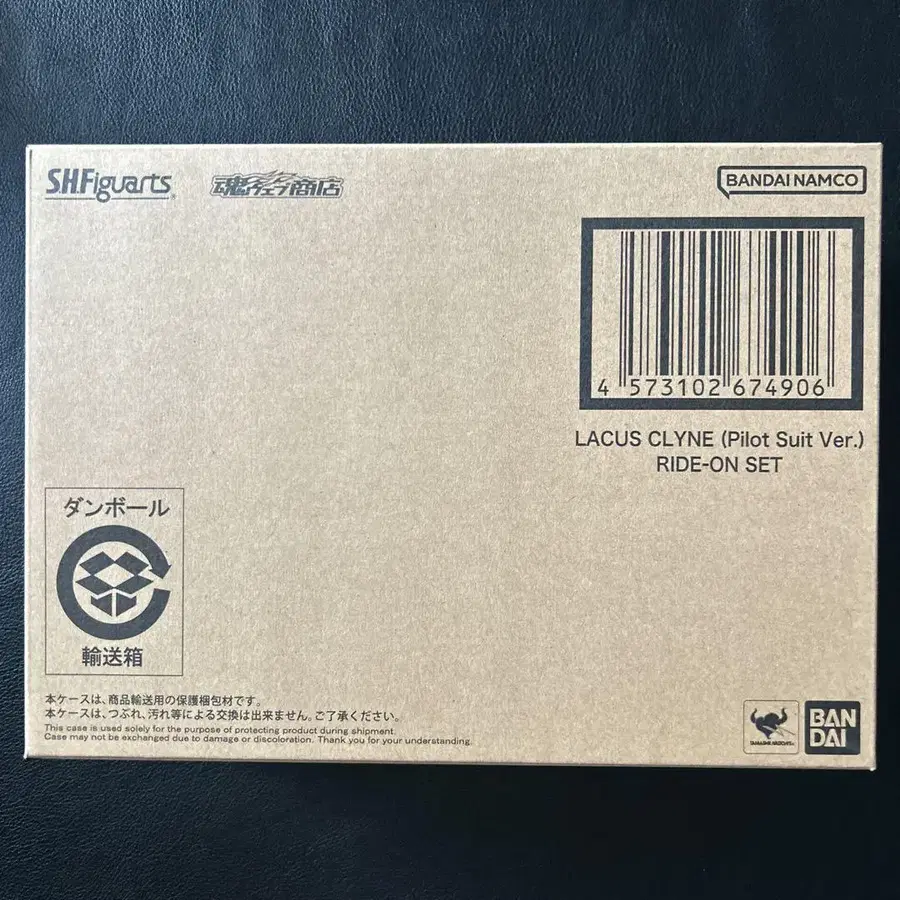 S.H.Figuarts
魂ウェブ商店
BANDAI NAMCO
4 573102 674906
LACUS CLYNE (Pilot Suit Ver.)
RIDE-ON SET
ダンボール
輸送箱
本ケースは、商品輸送用の保護梱包材です。
本ケースは、つぶれ、汚れ等による交換は出来ません。ご了承ください。
This case is used solely for the purpose of protecting product during shipment.
Case may not be exchanged due to damage or discoloration. Thank you for your understanding.
TAMASHII NATIONS
BAN
DAI